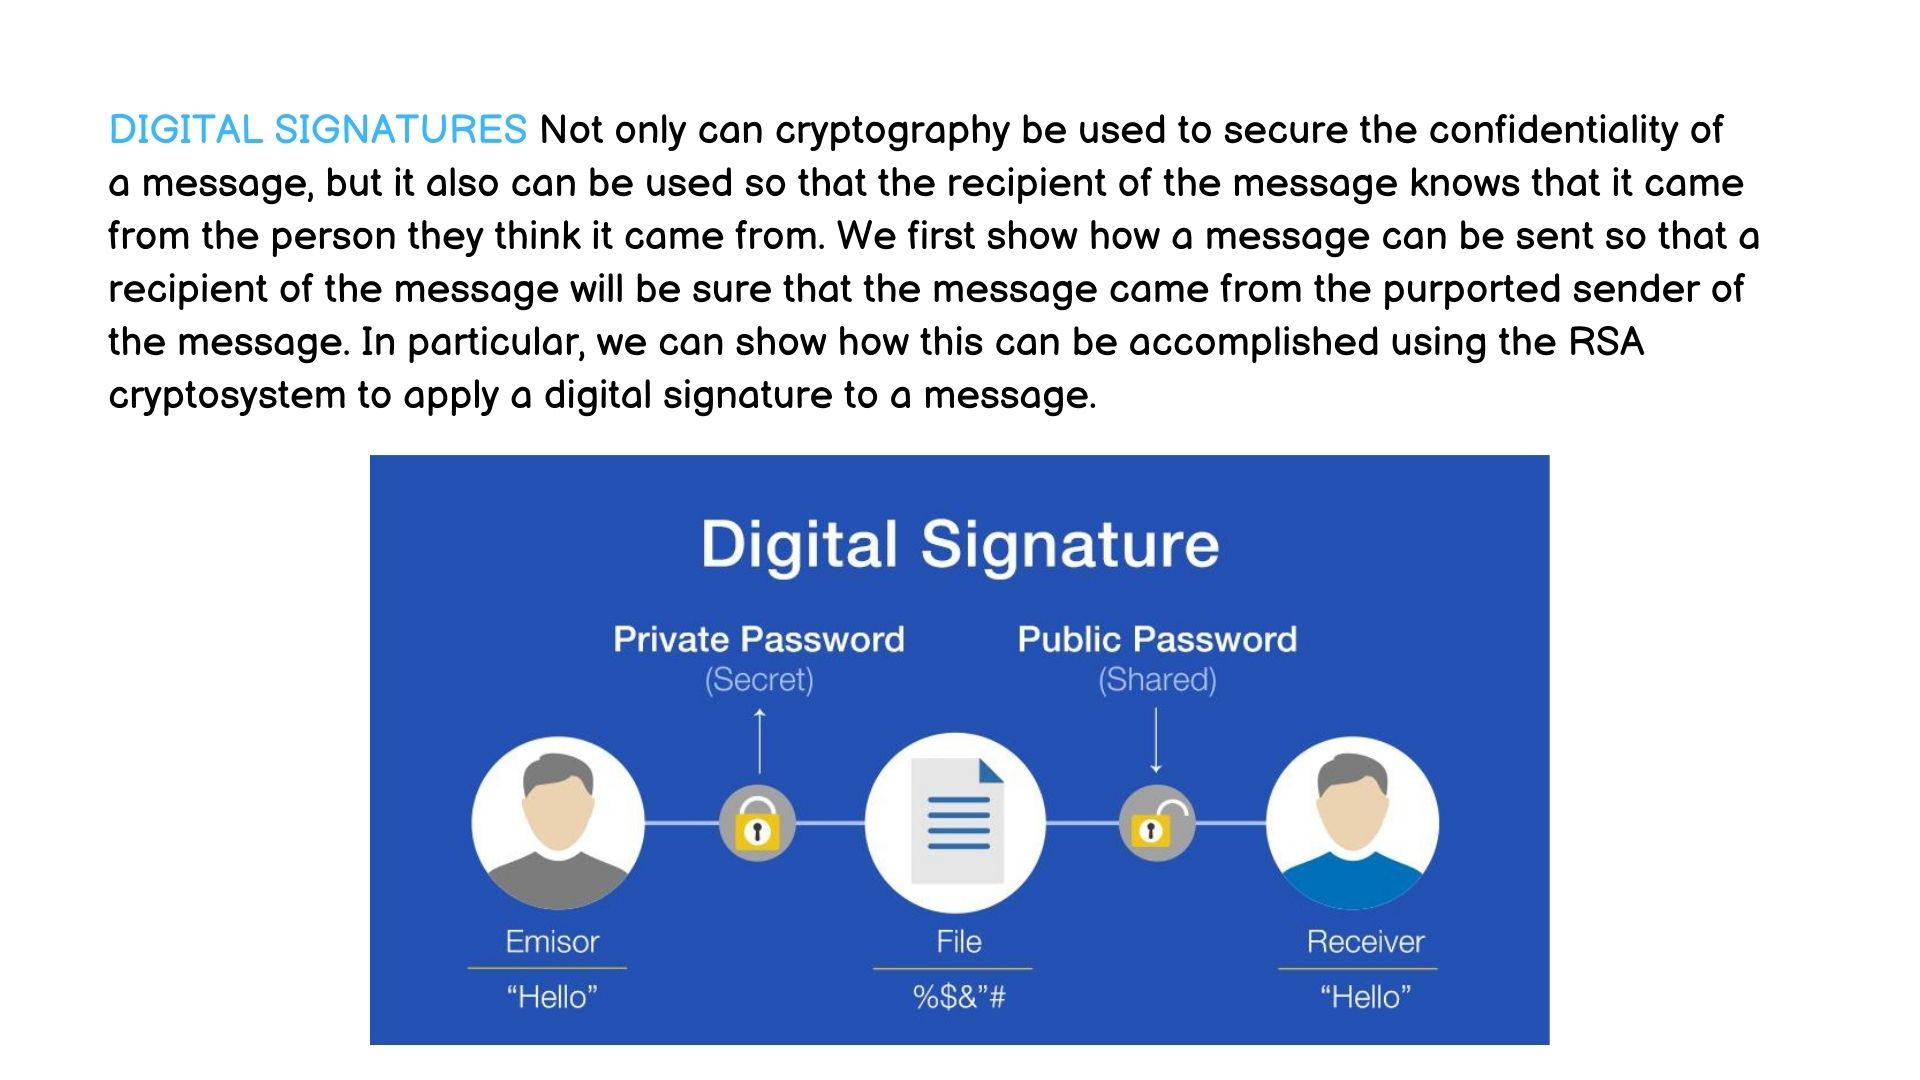 DIGITAL SIGNATURES Not only can cryptography be used to secure the confidentiality of
a message, but it also can be used so that the recipient of the message knows that it came
from the person they think it came from. We first show how a message can be sent so that a
recipient of the message will be sure that the message came from the purported sender of
the message. In particular, we can show how this can be accomplished using the RSA
cryptosystem to apply a digital signature to a message.
Digital Signature
Private Password
(Secret)
Public Password
(Shared)
Emisor
"Hello"
File
%$&"#
Receiver
"Hello"